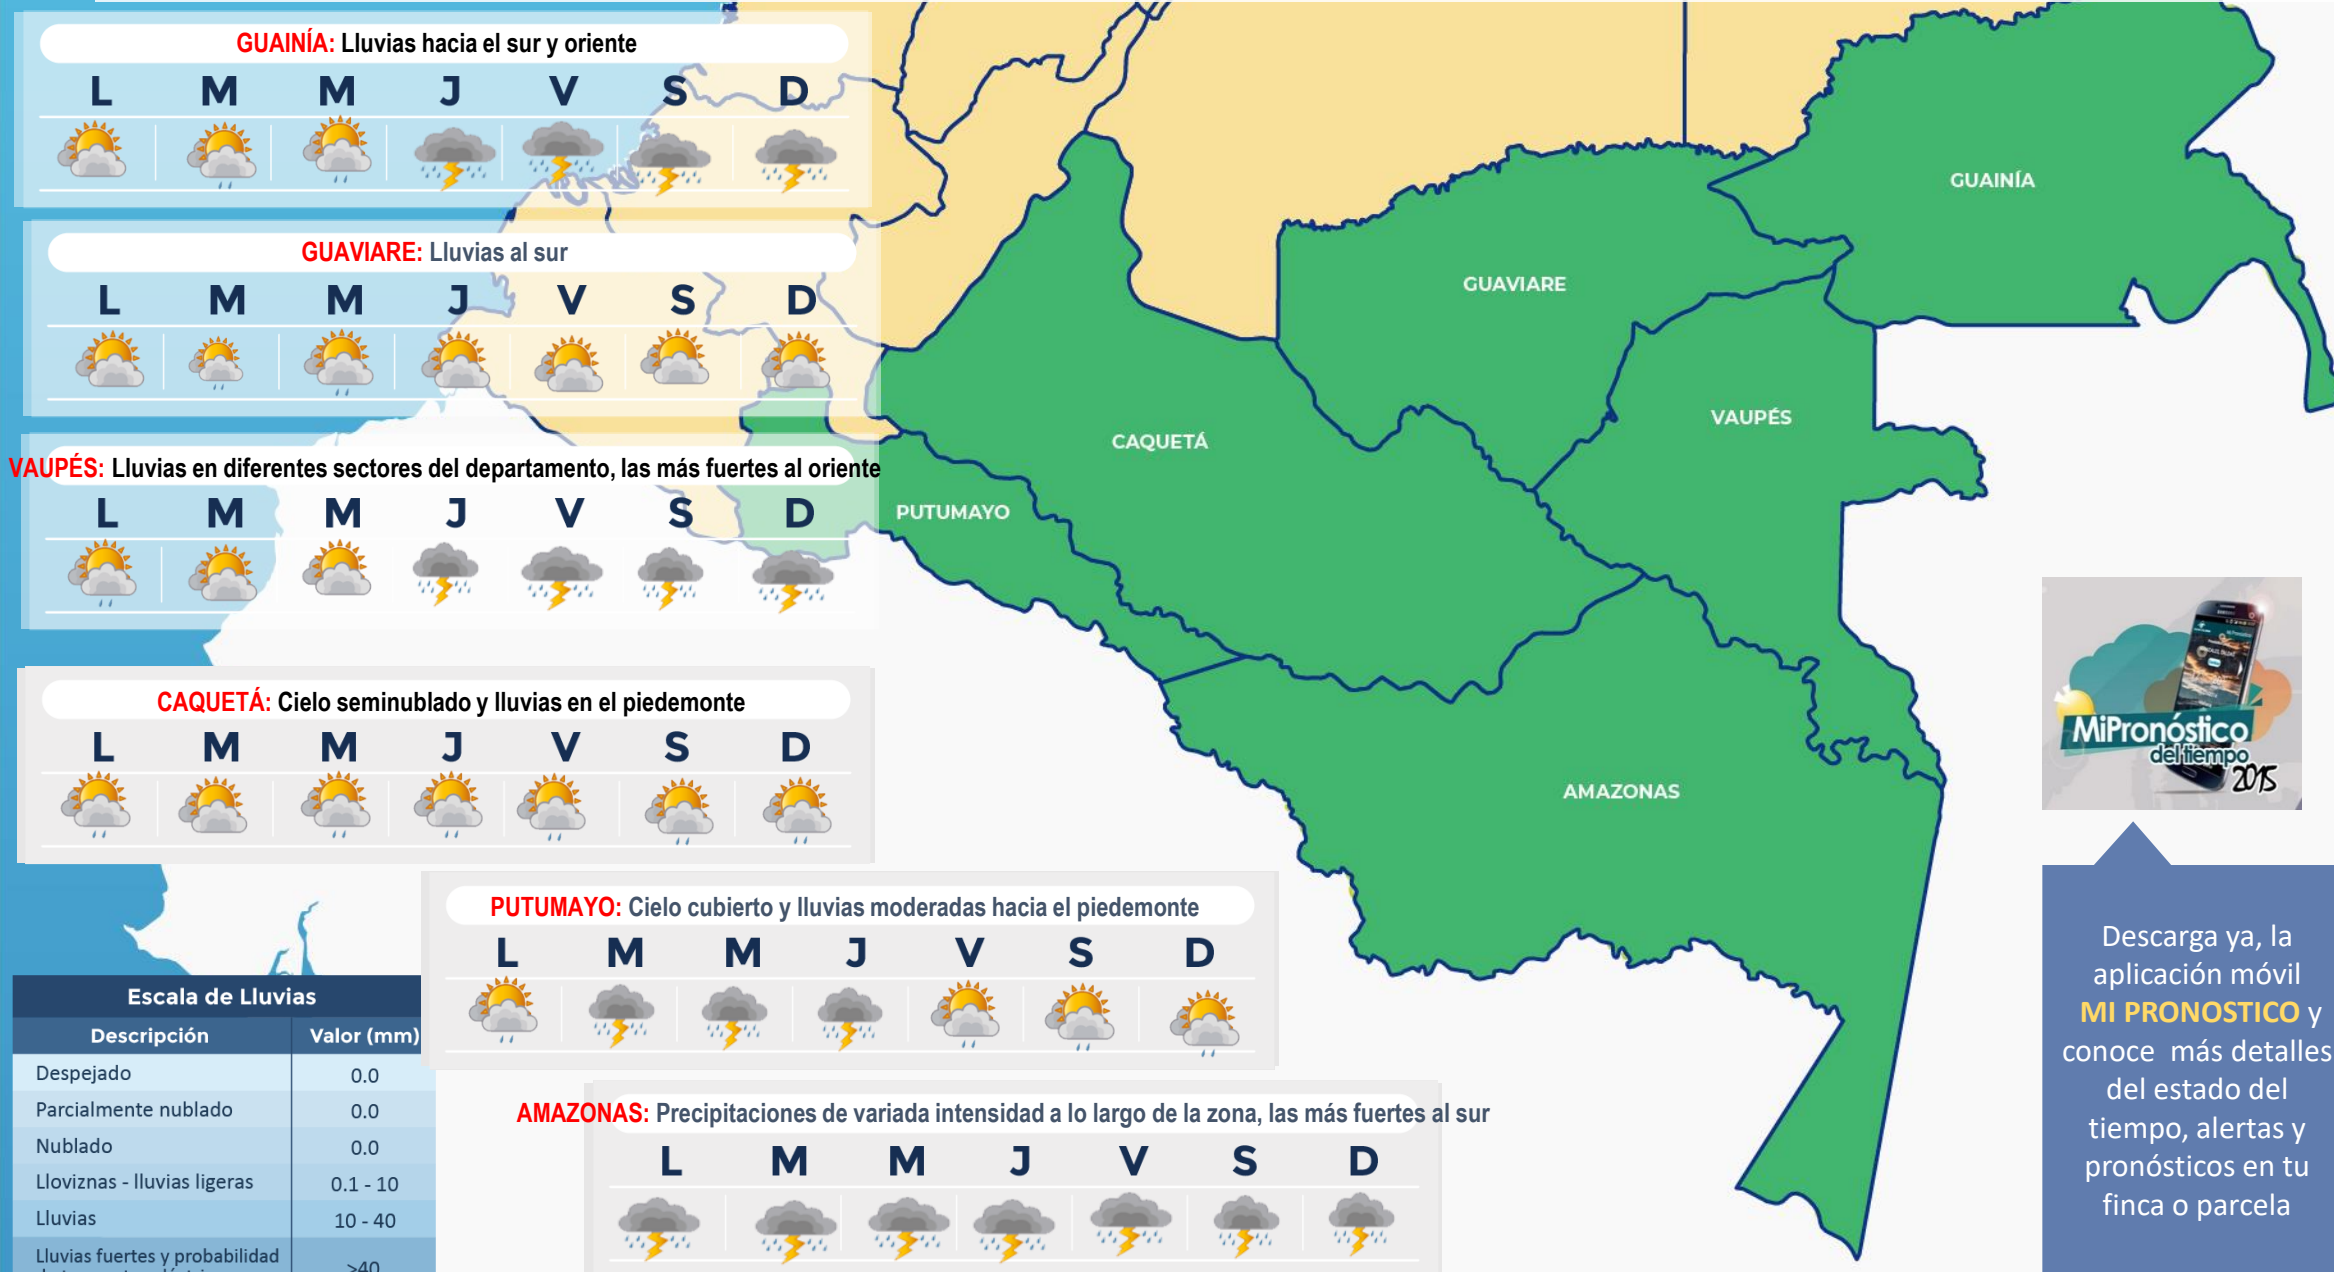 GUAINÍA: Lluvias hacia el sur y oriente
L M M J V S D
GUAVIARE: Lluvias al sur
L M M J V S D
VAUPÉS: Lluvias en diferentes sectores del departamento, las más fuertes al oriente
L M M J V S D
CAQUETÁ: Cielo seminublado y lluvias en el piedemonte
L M M J V S D
PUTUMAYO: Cielo cubierto y lluvias moderadas hacia el piedemonte
L M M J V S D
AMAZONAS: Precipitaciones de variada intensidad a lo largo de la zona, las más fuertes al sur
L M M J V S D
Escala de Lluvias
Descripción Valor (mm)
Despejado 0.0
Parcialmente nublado 0.0
Nublado 0.0
Lloviznas - lluvias ligeras 0.1 - 10
Lluvias 10 - 40
Lluvias fuertes y probabilidad >40
GUAINÍA
GUAVIARE
VAUPÉS
CAQUETÁ
PUTUMAYO
AMAZONAS
MiPronóstico
del tiempo
2015
Descarga ya, la
aplicación móvil
MI PRONOSTICO y
conoce más detalles
del estado del
tiempo, alertas y
pronósticos en tu
finca o parcela